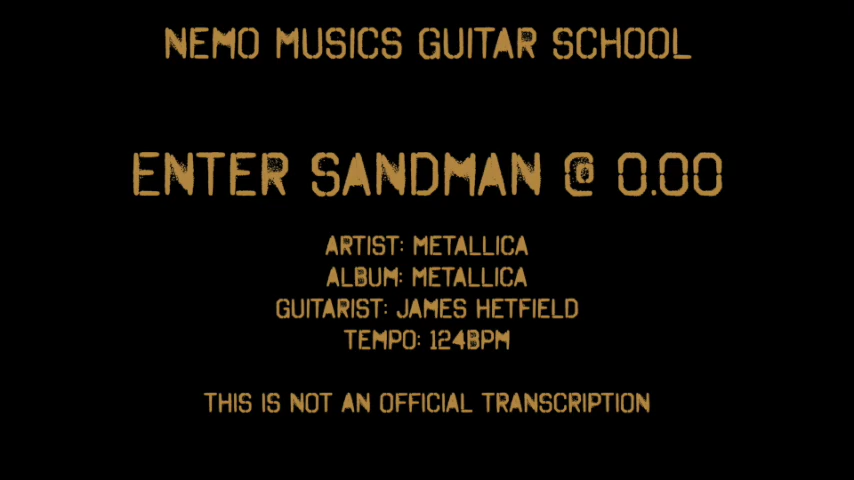 NEMO MUSICS GUITAR SCHOOL
ENTER SANDMAN @ 0.00
ARTIST: METALLICA
ALBUM: METALLICA
GUITARIST: JAMES HETFIELD
TEMPO: 124BPM
THIS IS NOT AN OFFICIAL TRANSCRIPTION